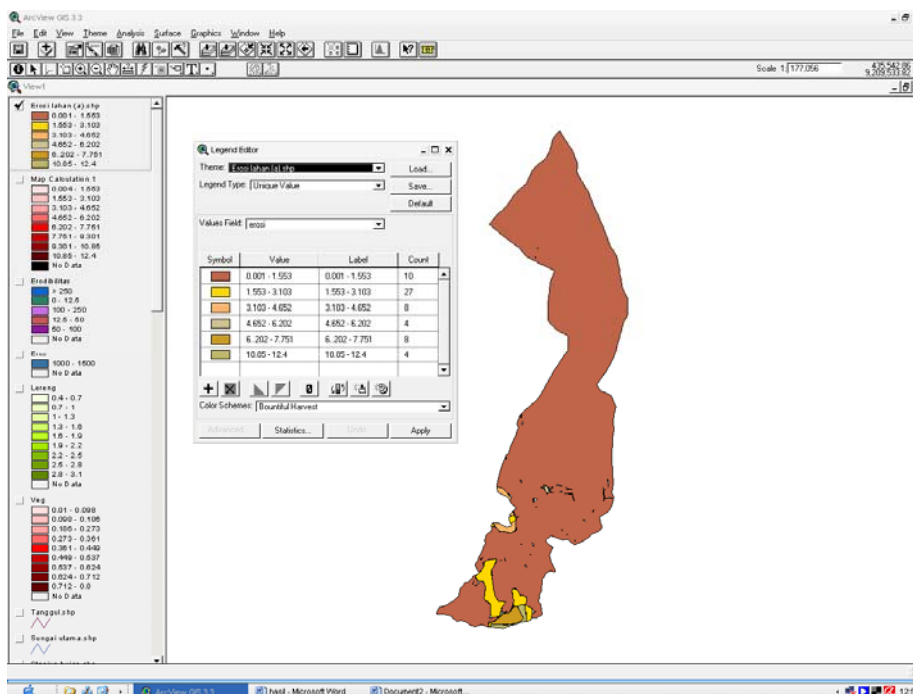 ArcView GIS 3.3
File Edit View Theme Analysis Surface Graphics Window Help
Scale 1: 177,056
435,542.86
9,209,533.82
View1
Erosi lahan (a).shp
0.001 - 1.553
1.553 - 3.103
3.103 - 4.652
4.652 - 6.202
6..202 - 7.751
10.85 - 12.4
Map Calculation 1
0.004 - 1.553
1.553 - 3.103
3.103 - 4.652
4.652 - 6.202
6.202 - 7.751
7.751 - 9.301
9.301 - 10.85
10.85 - 12.4
No Data
Erodibilitas
> 250
0 - 12.5
100 - 250
12.5 - 50
50 - 100
No Data
1000 - 1500
No Data
Lereng
0.4 - 0.7
0.7 - 1
1 - 1.3
1.3 - 1.6
1.6 - 1.9
1.9 - 2.2
2.2 - 2.5
2.5 - 2.8
2.8 - 3.1
No Data
Veg
0.01 - 0.098
0.098 - 0.186
0.186 - 0.273
0.273 - 0.361
0.361 - 0.449
0.449 - 0.537
0.537 - 0.624
0.624 - 0.712
0.712 - 0.8
No Data
Tanggul.shp
Sungai utama.shp
Legend Editor
Theme: Erosi lahan (a).shp
Load...
Legend Type: Unique Value
Save...
Default
Values Field: erosi
Symbol Value Label Count
0.001 - 1.553 0.001 - 1.553 10
1.553 - 3.103 1.553 - 3.103 27
3.103 - 4.652 3.103 - 4.652 8
4.652 - 6.202 4.652 - 6.202 4
6..202 - 7.751 6..202 - 7.751 8
10.85 - 12.4 10.85 - 12.4 4
Color Schemes: Bountiful Harvest
Advanced... Statistics... Undo Apply
ArcView GIS 3.3
hasil - Microsoft Word
Document2 - Microsoft...